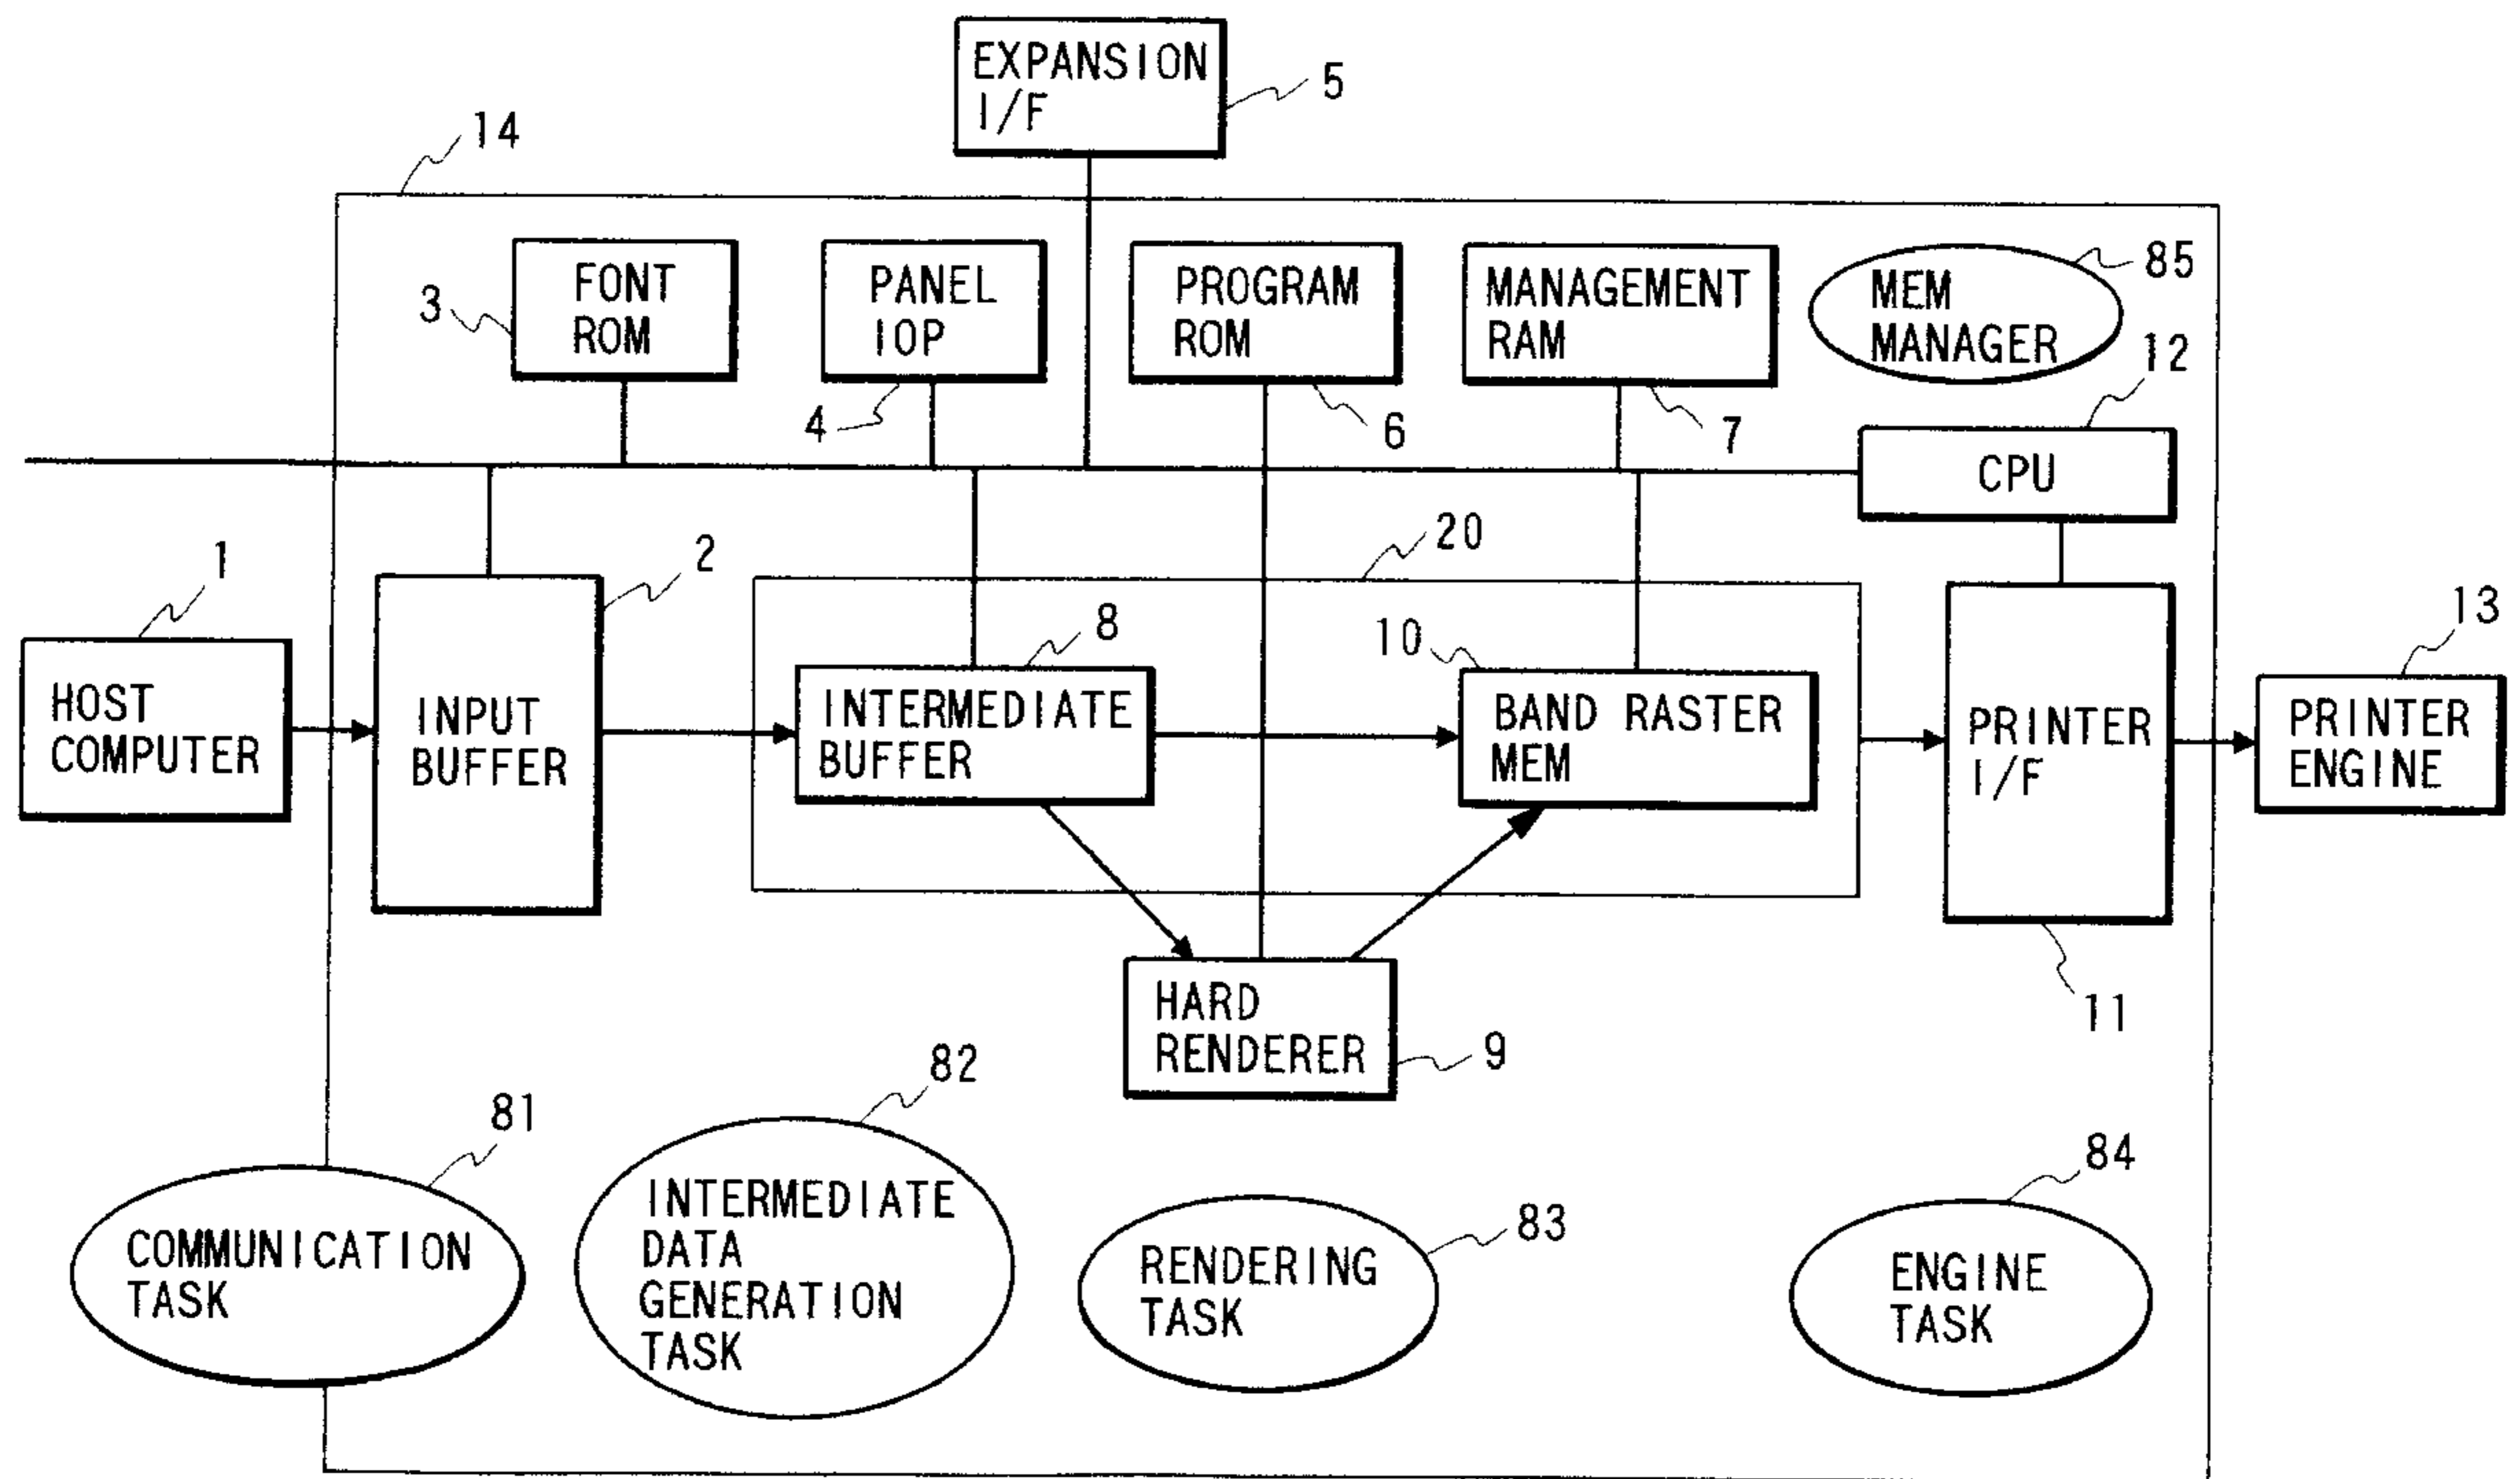 EXPANSION
I/F
5
14
FONT
ROM
3
PANEL
IOP
4
PROGRAM
ROM
6
MANAGEMENT
RAM
7
MEM
MANAGER
85
12
CPU
1
HOST
COMPUTER
2
INPUT
BUFFER
20
8
INTERMEDIATE
BUFFER
10
BAND RASTER
MEM
PRINTER
I/F
11
13
PRINTER
ENGINE
HARD
RENDERER
9
81
COMMUNICATION
TASK
82
INTERMEDIATE
DATA
GENERATION
TASK
83
RENDERING
TASK
84
ENGINE
TASK